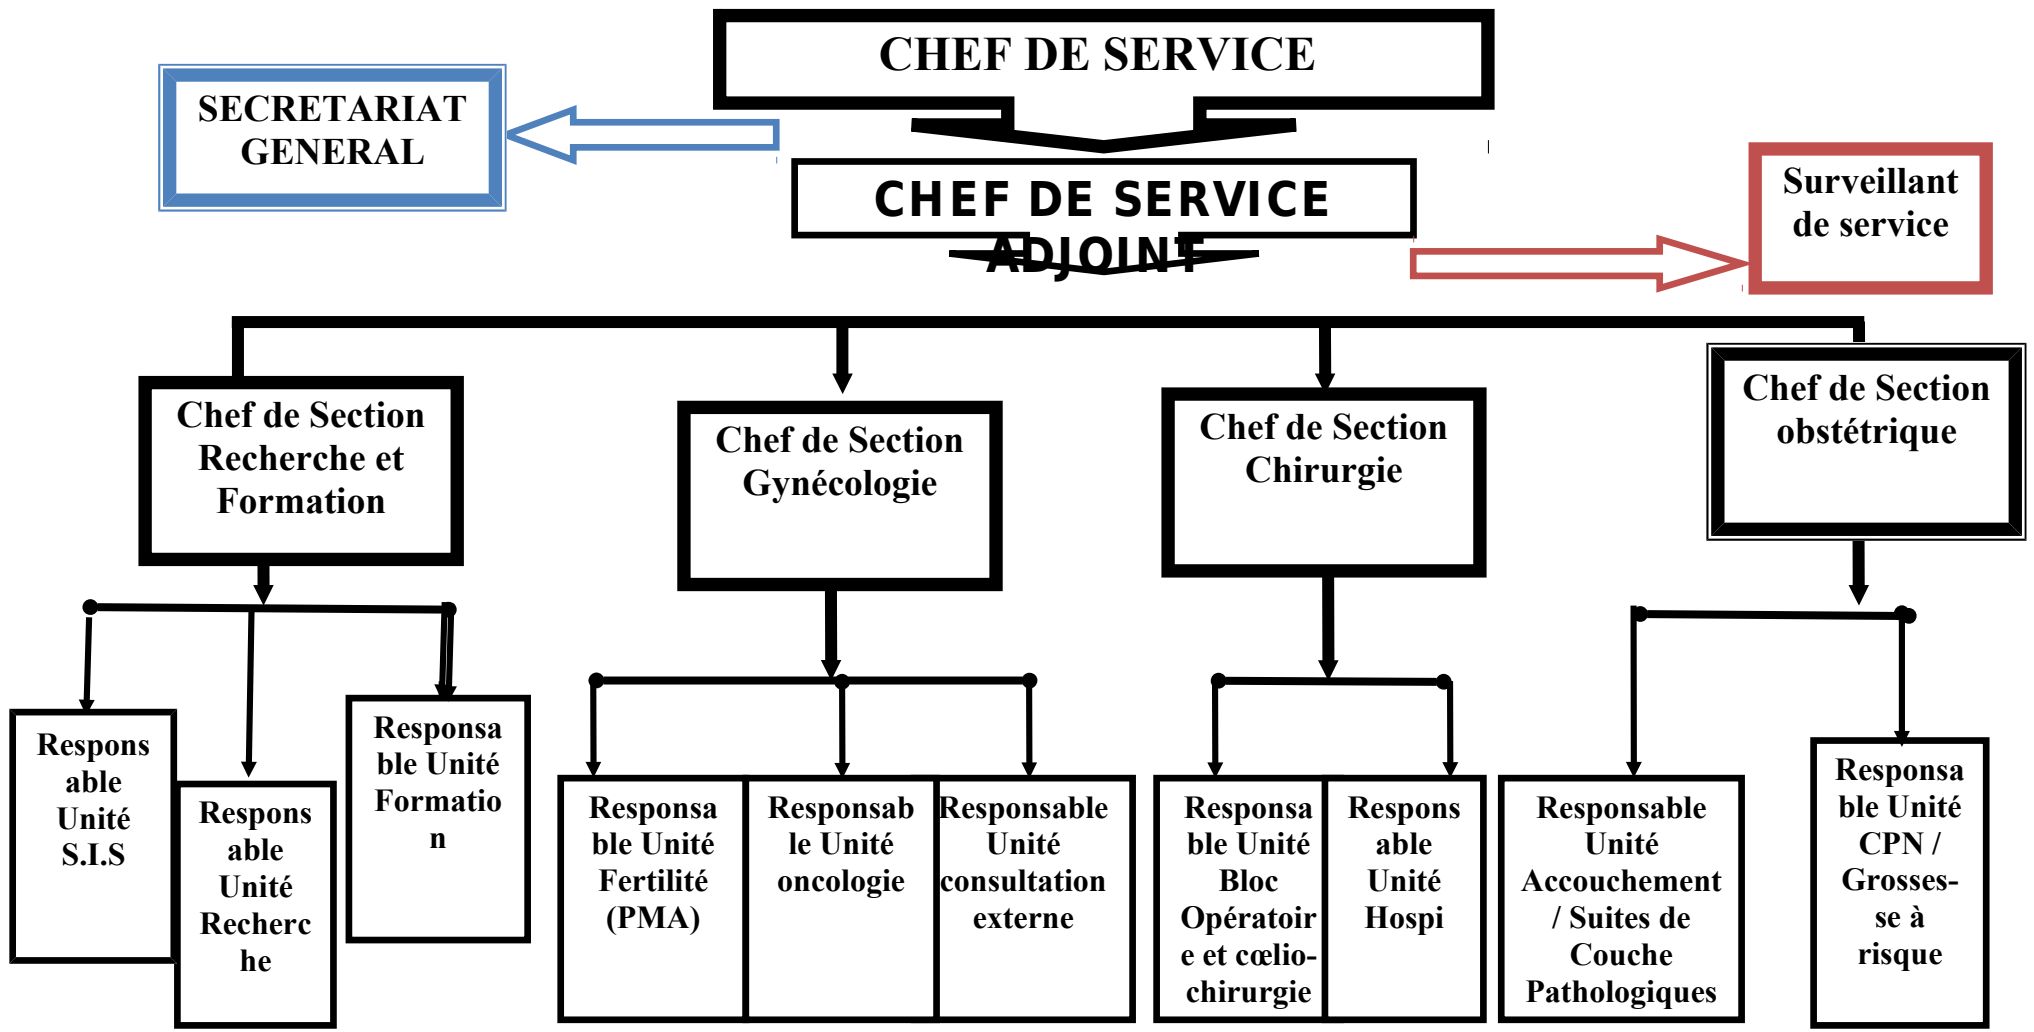 CHEF DE SERVICE
SECRETARIAT
GENERAL
CHEF DE SERVICE
ADJOINT
Surveillant
de service
Chef de Section
Recherche et
Formation
Chef de Section
Gynécologie
Chef de Section
Chirurgie
Chef de Section
obstétrique
Respons
able
Unité
S.I.S
Respons
able
Unité
Recherc
he
Responsa
ble Unité
Formatio
n
Responsa
ble Unité
Fertilité
(PMA)
Responsab
le Unité
oncologie
Responsable
Unité
consultation
externe
Responsa
ble Unité
Bloc
Opératoir
e et cœlio-
chirurgie
Respons
able
Unité
Hospi
Responsable
Unité
Accouchement
/ Suites de
Couche
Pathologiques
Responsa
ble Unité
CPN /
Grosses-
se à
risque